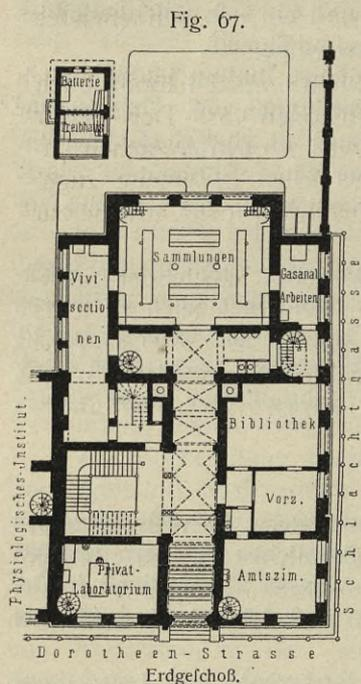 Fig. 67.
Batterie
Treibhaus
Sammlungen
Vivi-
sectio-
nen
Gasanal.
Arbeiten
Bibliothek
Vorz.
Privat-
Laboratorium
Amtszim.
Physiologisches-Institut.
Schlachtgasse
Dorotheen-Strasse
Erdgeſchoß.